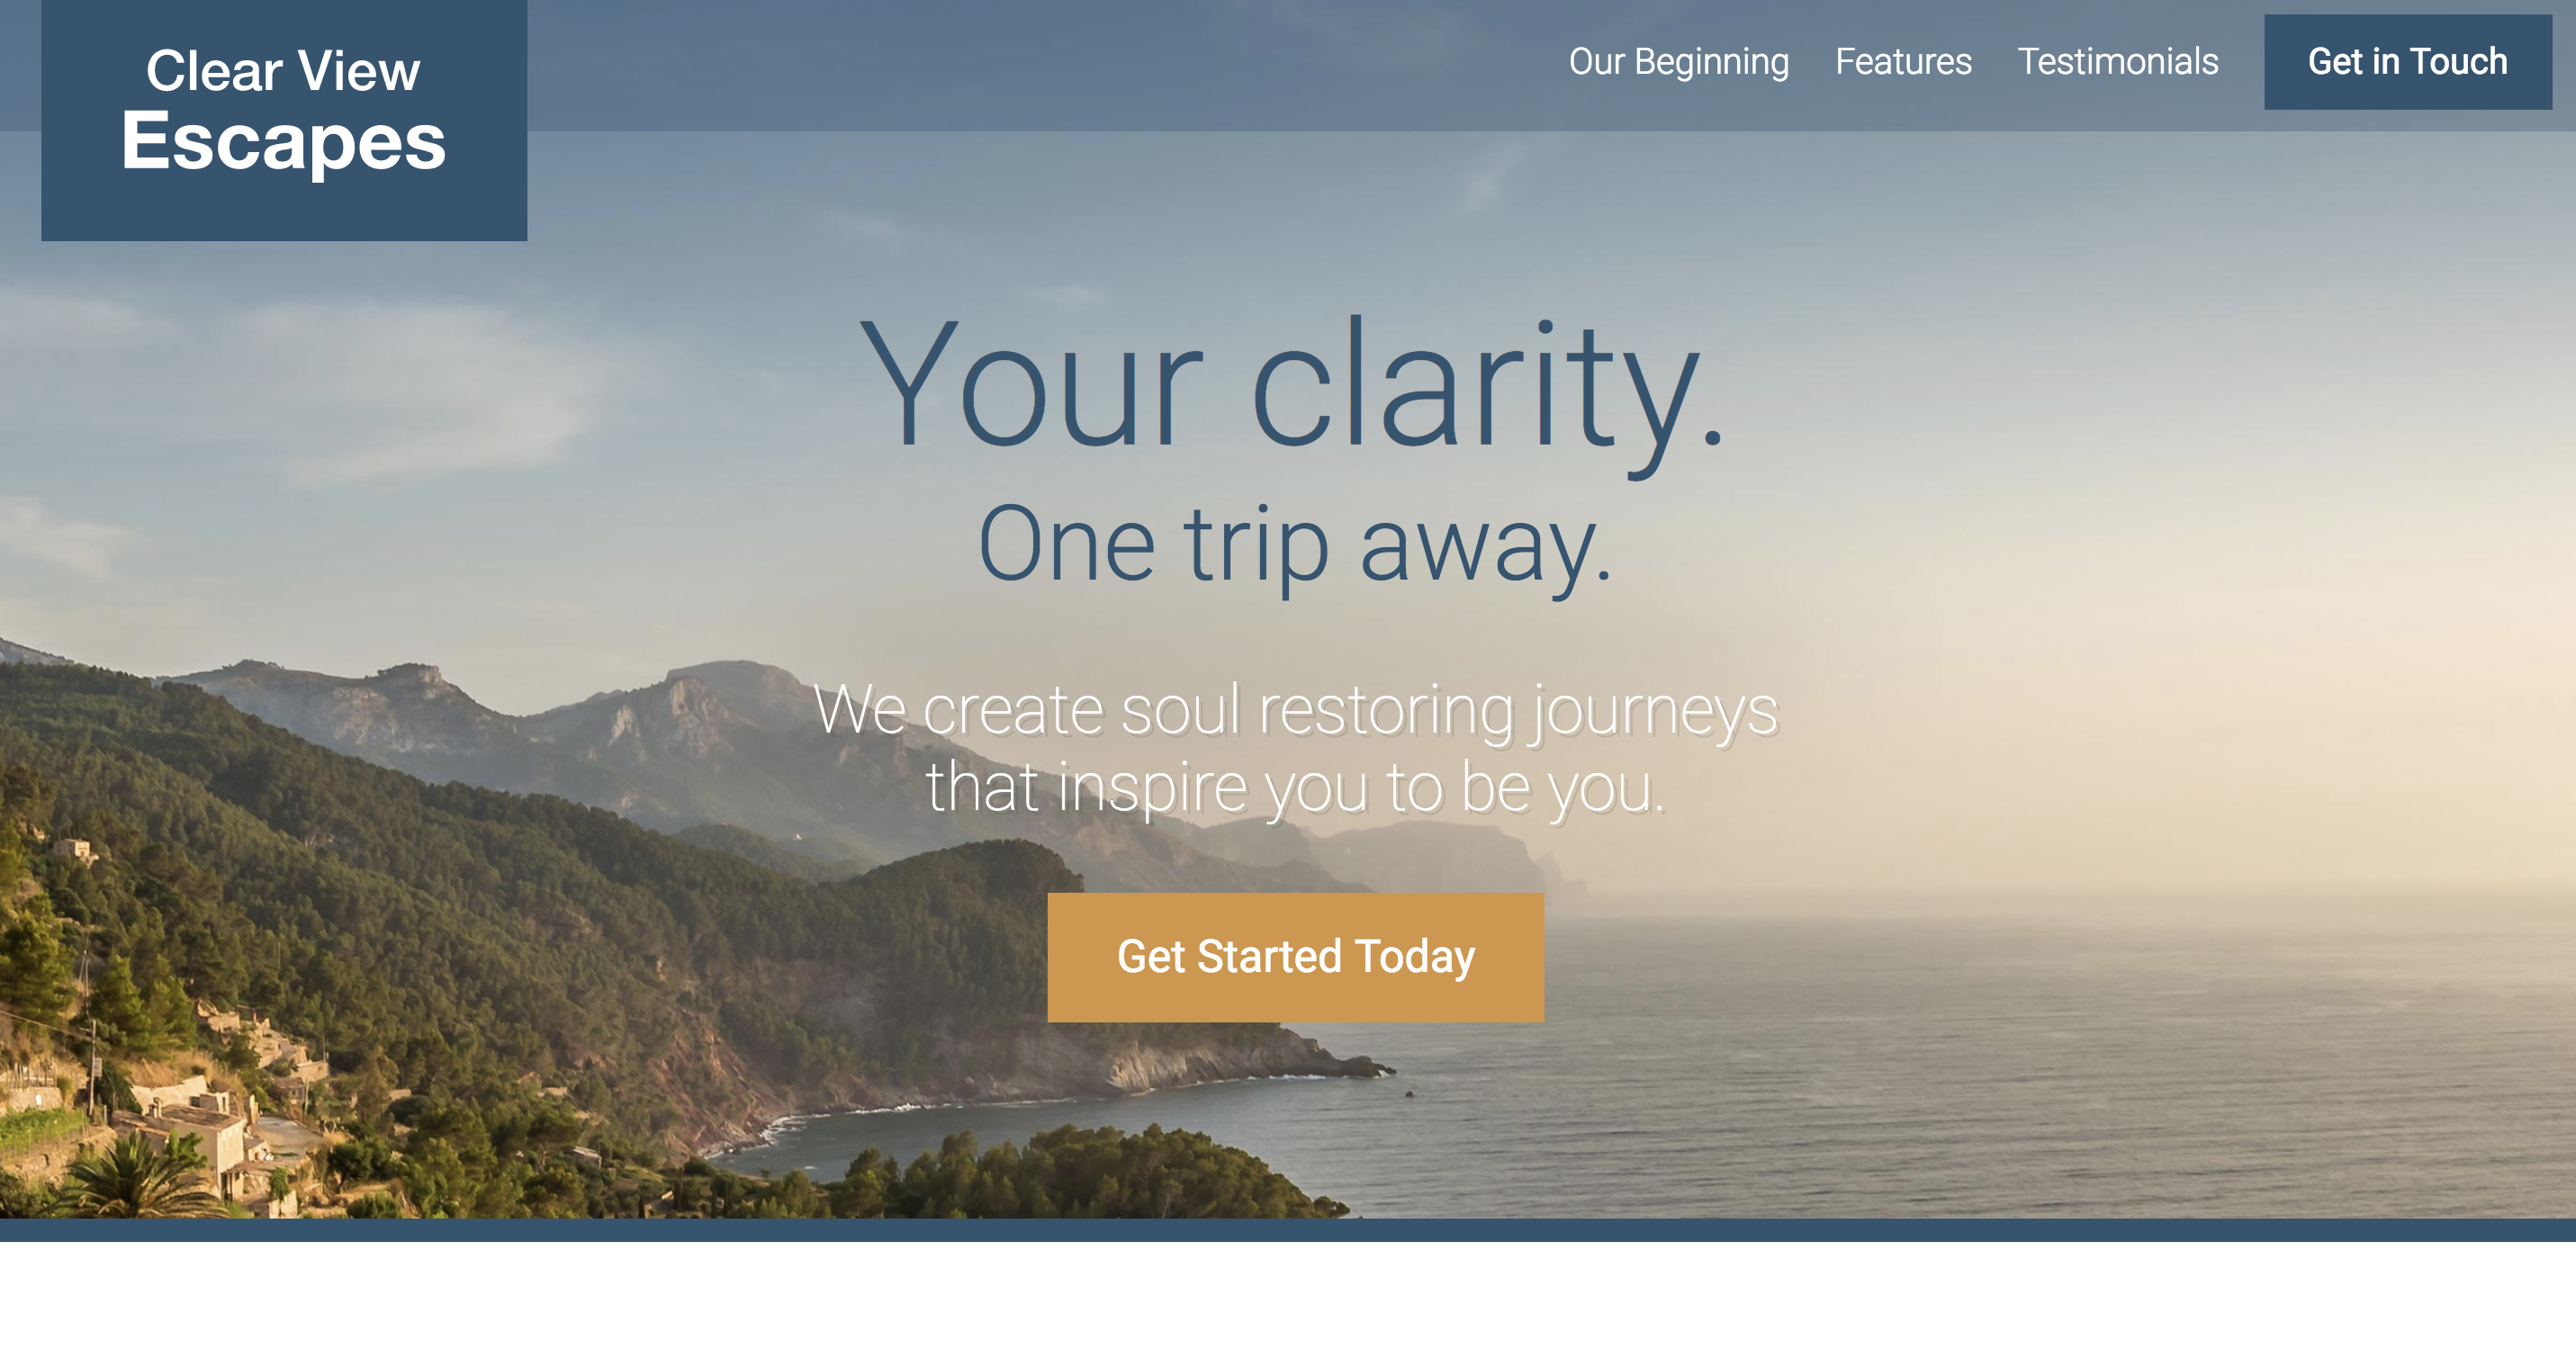 Clear View
Escapes
Our Beginning
Features
Testimonials
Get in Touch
Your clarity.
One trip away.
We create soul restoring journeys
that inspire you to be you.
Get Started Today